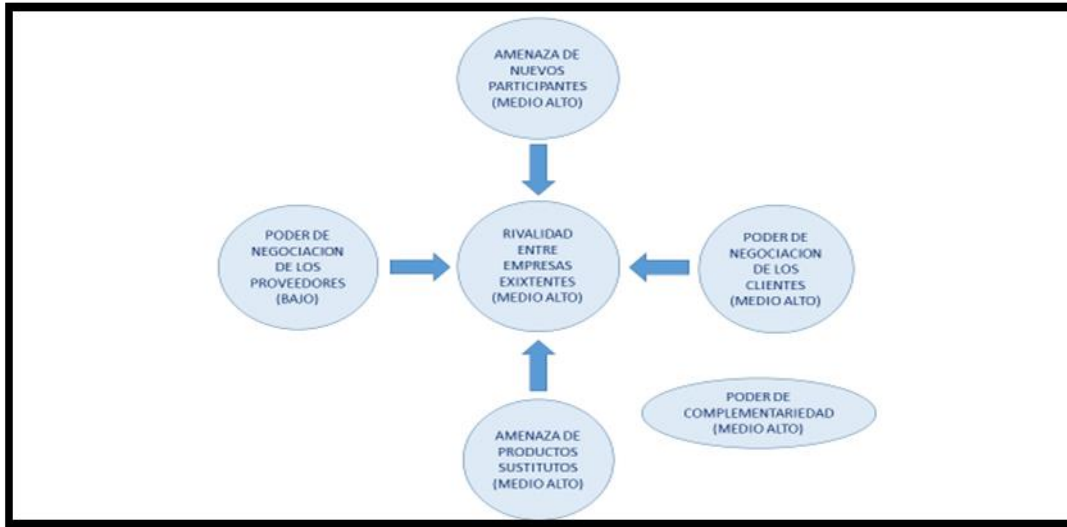 AMENAZA DE
NUEVOS
PARTICIPANTES
(MEDIO ALTO)
PODER DE
NEGOCIACION
DE LOS
PROVEEDORES
(BAJO)
RIVALIDAD
ENTRE
EMPRESAS
EXIXTENTES
(MEDIO ALTO)
PODER DE
NEGOCIACION
DE LOS
CLIENTES
(MEDIO ALTO)
PODER DE
COMPLEMENTARIEDAD
(MEDIO ALTO)
AMENAZA DE
PRODUCTOS
SUSTITUTOS
(MEDIO ALTO)